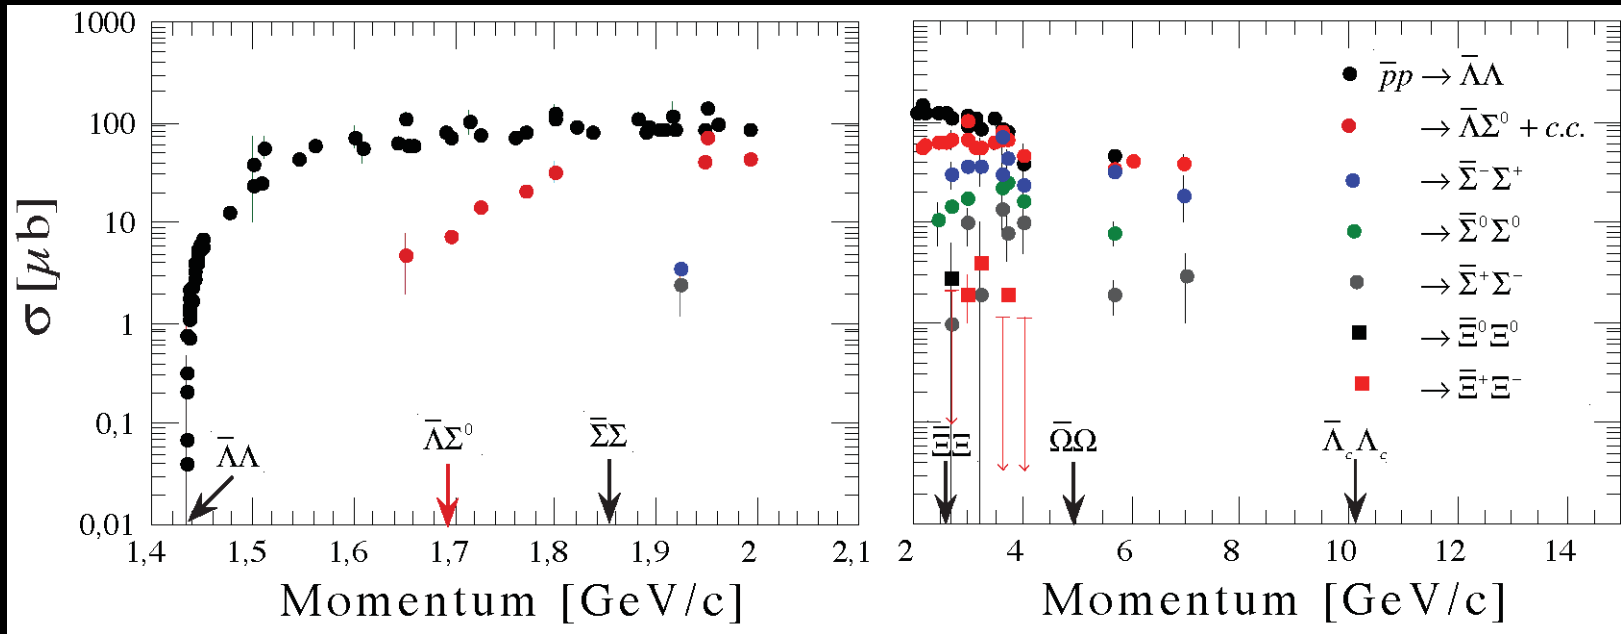 1000
100
10
1
0,1
0,01
σ [μb]
Λ̅Λ
Λ̅Σ⁰
Σ̅Σ
1,4 1,5 1,6 1,7 1,8 1,9 2 2,1
Momentum [GeV/c]
p̅p → Λ̅Λ
→ Λ̅Σ⁰ + c.c.
→ Σ̅⁻Σ⁺
→ Σ̅⁰Σ⁰
→ Σ̅⁺Σ⁻
→ Ξ̅⁰Ξ⁰
→ Ξ̅⁺Ξ⁻
Ξ̅Ξ
Ω̅Ω
Λ̅_cΛ_c
2 4 6 8 10 12 14
Momentum [GeV/c]